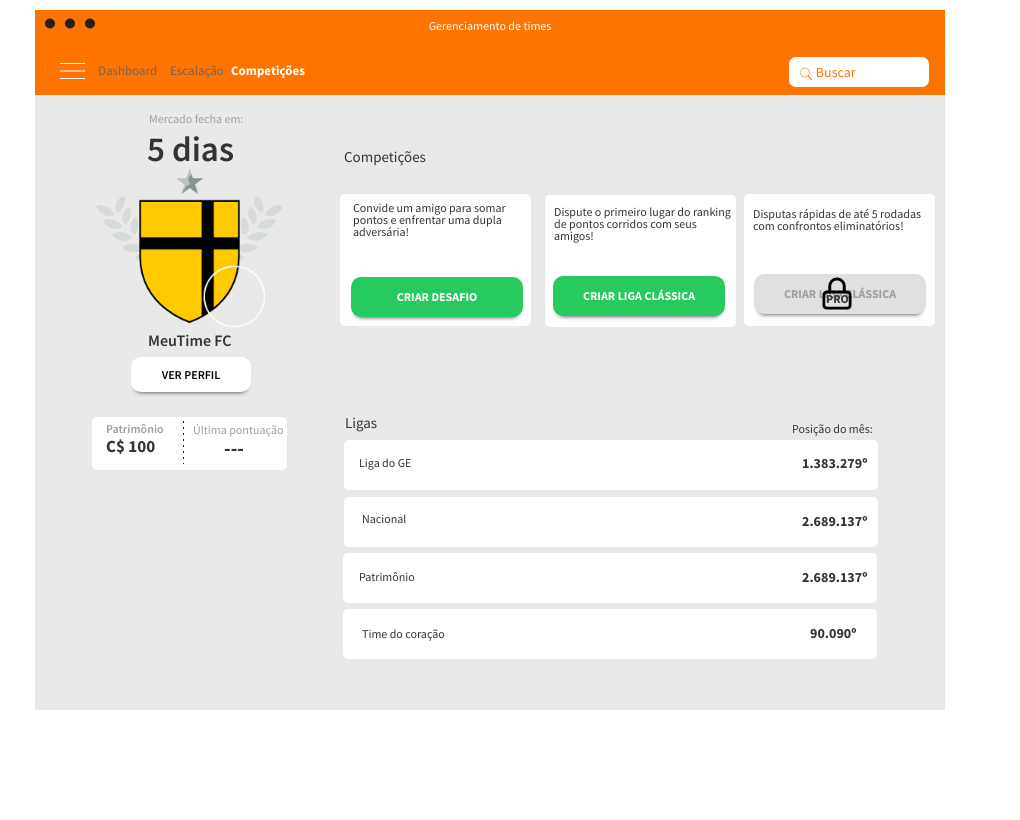 Gerenciamento de times
Dashboard Escalação Competições
Buscar
Mercado fecha em:
5 dias
MeuTime FC
VER PERFIL
Patrimônio
C$ 100
Última pontuação
---
Competições
Convide um amigo para somar
pontos e enfrentar uma dupla
adversária!
CRIAR DESAFIO
Dispute o primeiro lugar do ranking
de pontos corridos com seus
amigos!
CRIAR LIGA CLÁSSICA
Disputas rápidas de até 5 rodadas
com confrontos eliminatórios!
CRIAR LIGA CLÁSSICA
PRO
Ligas
Posição do mês:
Liga do GE
1.383.279º
Nacional
2.689.137º
Patrimônio
2.689.137º
Time do coração
90.090º